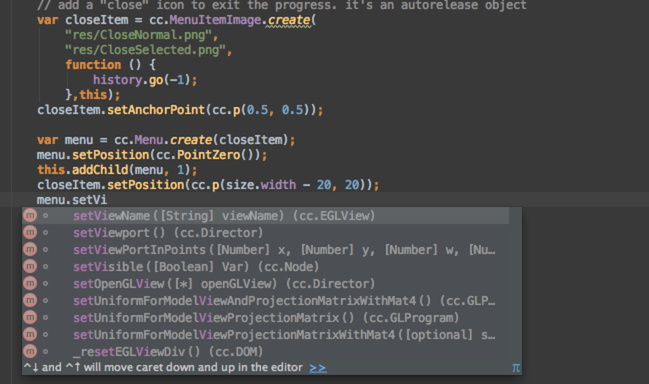 // add a "close" icon to exit the progress. it's an autorelease object
var closeItem = cc.MenuItemImage.create(
"res/CloseNormal.png",
"res/CloseSelected.png",
function () {
history.go(-1);
},this);
closeItem.setAnchorPoint(cc.p(0.5, 0.5));
var menu = cc.Menu.create(closeItem);
menu.setPosition(cc.PointZero());
this.addChild(menu, 1);
closeItem.setPosition(cc.p(size.width - 20, 20));
menu.setVi
m setViewName([String] viewName) (cc.EGLView)
m setViewport() (cc.Director)
m setViewPortInPoints([Number] x, [Number] y, [Number] w, [Nu…
m setVisible([Boolean] Var) (cc.Node)
m setOpenGLView([*] openGLView) (cc.Director)
m setUniformForModelViewAndProjectionMatrixWithMat4() (cc.GLP…
m setUniformForModelViewProjectionMatrix() (cc.GLProgram)
m setUniformForModelViewProjectionMatrixWithMat4([optional] s…
m _resetEGLViewDiv() (cc.DOM)
^↓ and ^↑ will move caret down and up in the editor >> π